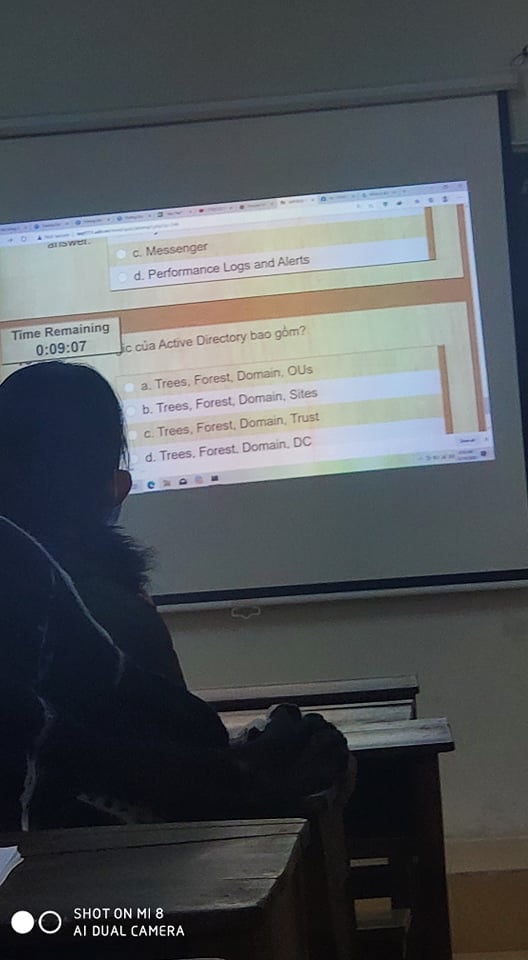 answer.
c. Messenger
d. Performance Logs and Alerts
Time Remaining
0:09:07
của Active Directory bao gồm?
a. Trees, Forest, Domain, OUs
b. Trees, Forest, Domain, Sites
c. Trees, Forest, Domain, Trust
d. Trees, Forest, Domain, DC
SHOT ON MI 8
AI DUAL CAMERA